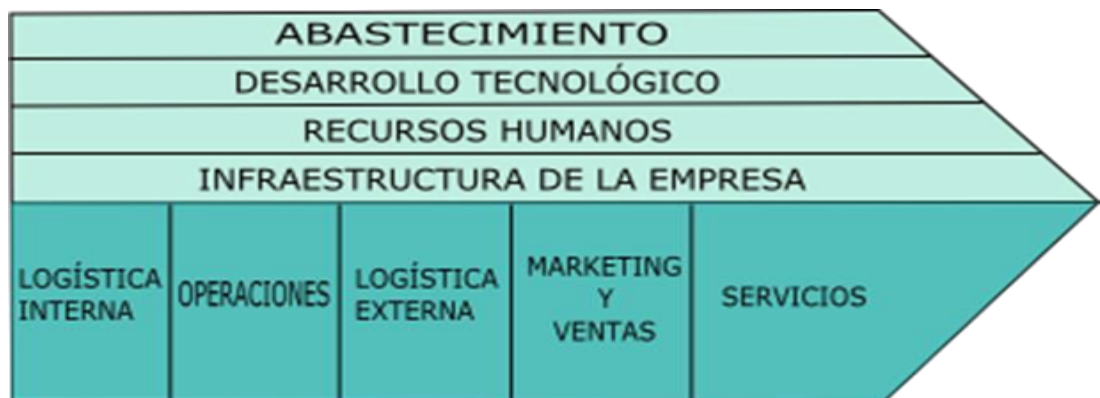 ABASTECIMIENTO
DESARROLLO TECNOLÓGICO
RECURSOS HUMANOS
INFRAESTRUCTURA DE LA EMPRESA
LOGÍSTICA
INTERNA
OPERACIONES
LOGÍSTICA
EXTERNA
MARKETING
Y
VENTAS
SERVICIOS